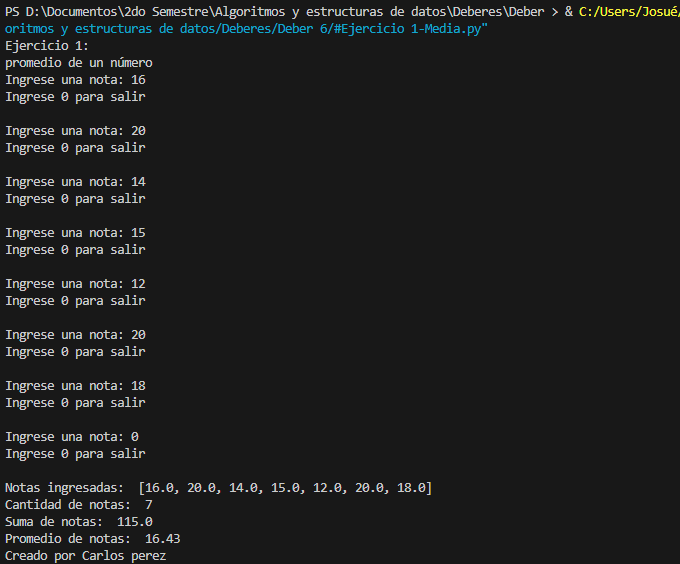 PS D:\Documentos\2do Semestre\Algoritmos y estructuras de datos\Deberes\Deber > & C:/Users/Josué/
oritmos y estructuras de datos/Deberes/Deber 6/#Ejercicio 1-Media.py"
Ejercicio 1:
promedio de un número
Ingrese una nota: 16
Ingrese 0 para salir
Ingrese una nota: 20
Ingrese 0 para salir
Ingrese una nota: 14
Ingrese 0 para salir
Ingrese una nota: 15
Ingrese 0 para salir
Ingrese una nota: 12
Ingrese 0 para salir
Ingrese una nota: 20
Ingrese 0 para salir
Ingrese una nota: 18
Ingrese 0 para salir
Ingrese una nota: 0
Ingrese 0 para salir
Notas ingresadas:  [16.0, 20.0, 14.0, 15.0, 12.0, 20.0, 18.0]
Cantidad de notas:  7
Suma de notas:  115.0
Promedio de notas:  16.43
Creado por Carlos perez